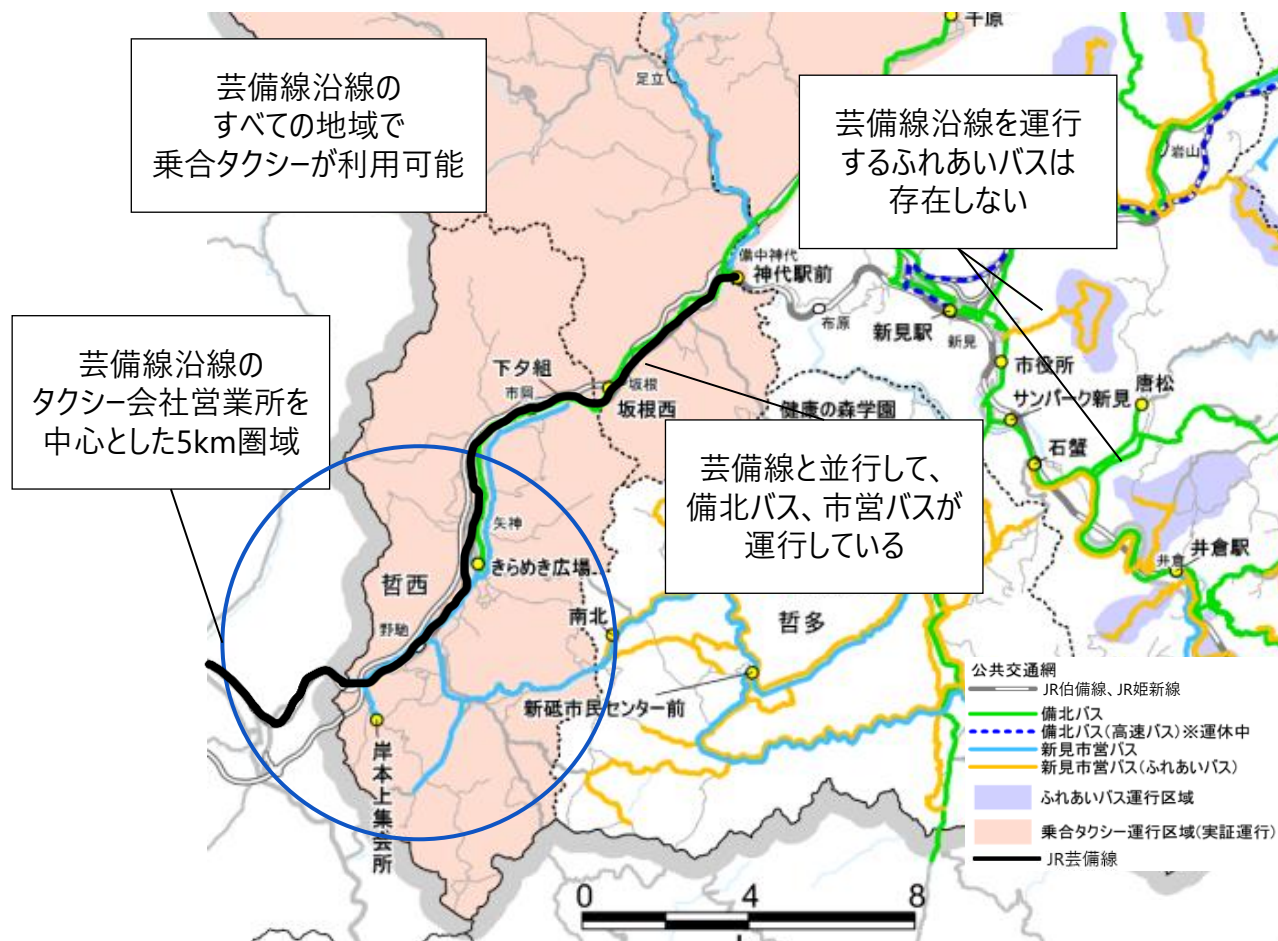 千原
足立
芸備線沿線の
すべての地域で
乗合タクシーが利用可能
芸備線沿線を運行
するふれあいバスは
存在しない
岩山
備中神代
神代駅前
布原
新見駅
新見
市役所
サンパーク新見
唐松
石蟹
井倉駅
井倉
芸備線沿線の
タクシー会社営業所を
中心とした5km圏域
下タ組
市岡
坂根
坂根西
健康の森学園
芸備線と並行して、
備北バス、市営バスが
運行している
矢神
きらめき広場
哲西
野馳
南北
哲多
新砥市民センター前
岸本上集会所
公共交通網
JR伯備線、JR姫新線
備北バス
備北バス(高速バス)※運休中
新見市営バス
新見市営バス(ふれあいバス)
ふれあいバス運行区域
乗合タクシー運行区域(実証運行)
JR芸備線
0 4 8